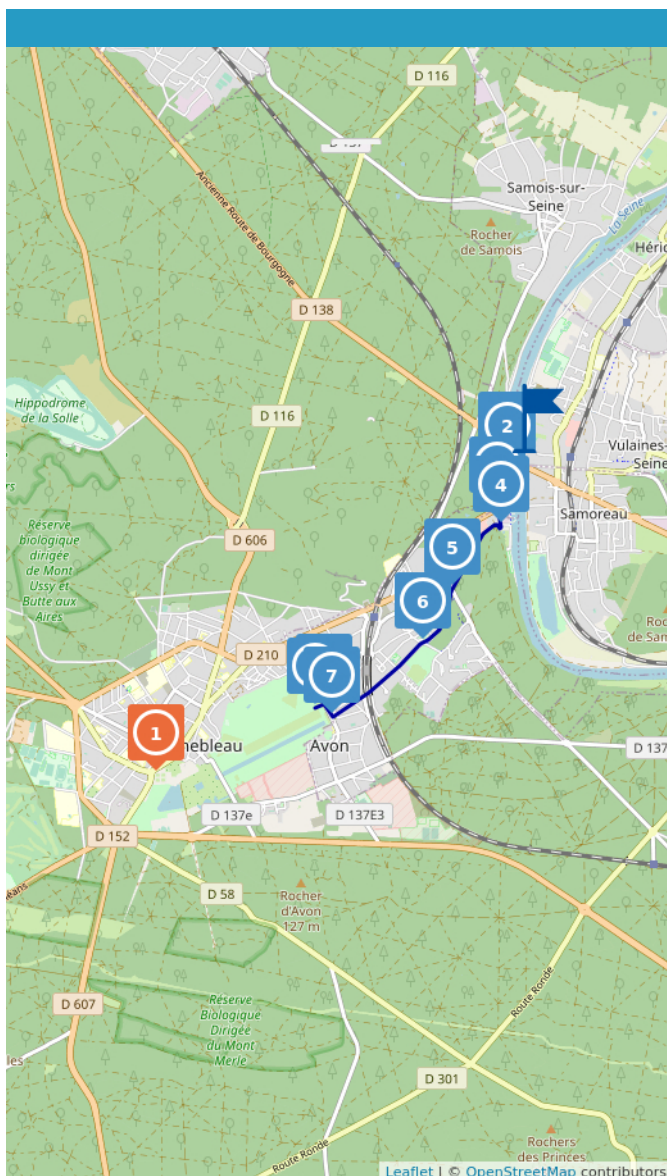 D 116
D 137
Samois-sur-
Seine
La Seine
Rocher
de Samois
Héric
Ancienne Route de Bourgogne
D 138
Hippodrome
de la Solle
D 116
2
Vulaines-
Seine
4
Samoreau
Réserve
biologique
dirigée
de Mont
Ussy et
Butte aux
Aires
D 606
5
6
D 210
7
1
nebleau
Avon
D 137
D 137e
D 137E3
D 152
D 58
Rocher
d'Avon
127 m
D 607
Réserve
Biologique
Dirigée
du Mont
Merle
Route Ronde
D 301
Route Ronde
Rochers
des Princes
Leaflet | © OpenStreetMap contributors